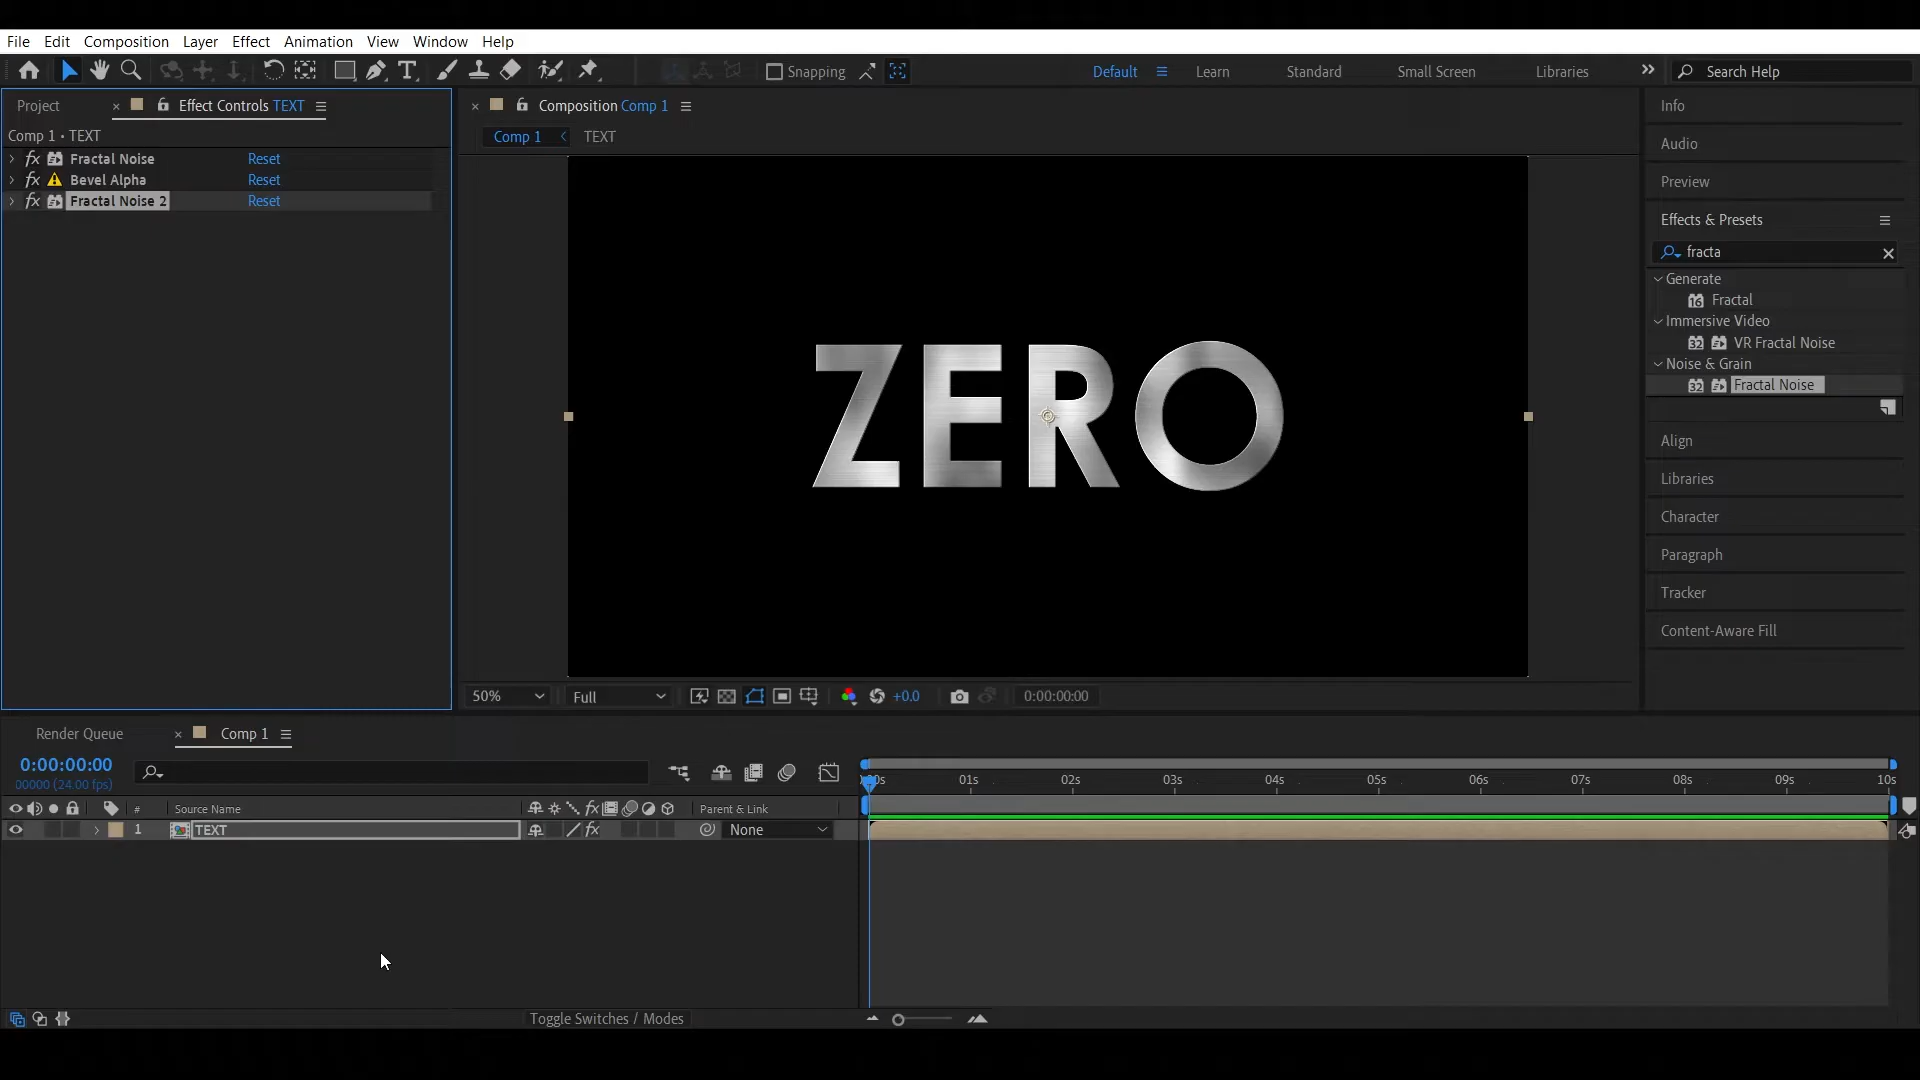 File Edit Composition Layer Effect Animation View Window Help
Snapping Default Learn Standard Small Screen Libraries Search Help
Project Effect Controls TEXT
Comp 1 • TEXT
Fractal Noise Reset
Bevel Alpha Reset
Fractal Noise 2 Reset
Composition Comp 1
Comp 1 TEXT
ZERO
50% Full +0.0 0:00:00:00
Info
Audio
Preview
Effects & Presets
fracta
Generate
16 Fractal
Immersive Video
32 VR Fractal Noise
Noise & Grain
32 Fractal Noise
Align
Libraries
Character
Paragraph
Tracker
Content-Aware Fill
Render Queue Comp 1
0:00:00:00
00000 (24.00 fps)
01s 02s 03s 04s 05s 06s 07s 08s 09s 10s
# Source Name fx Parent & Link
1 TEXT fx None
Toggle Switches / Modes